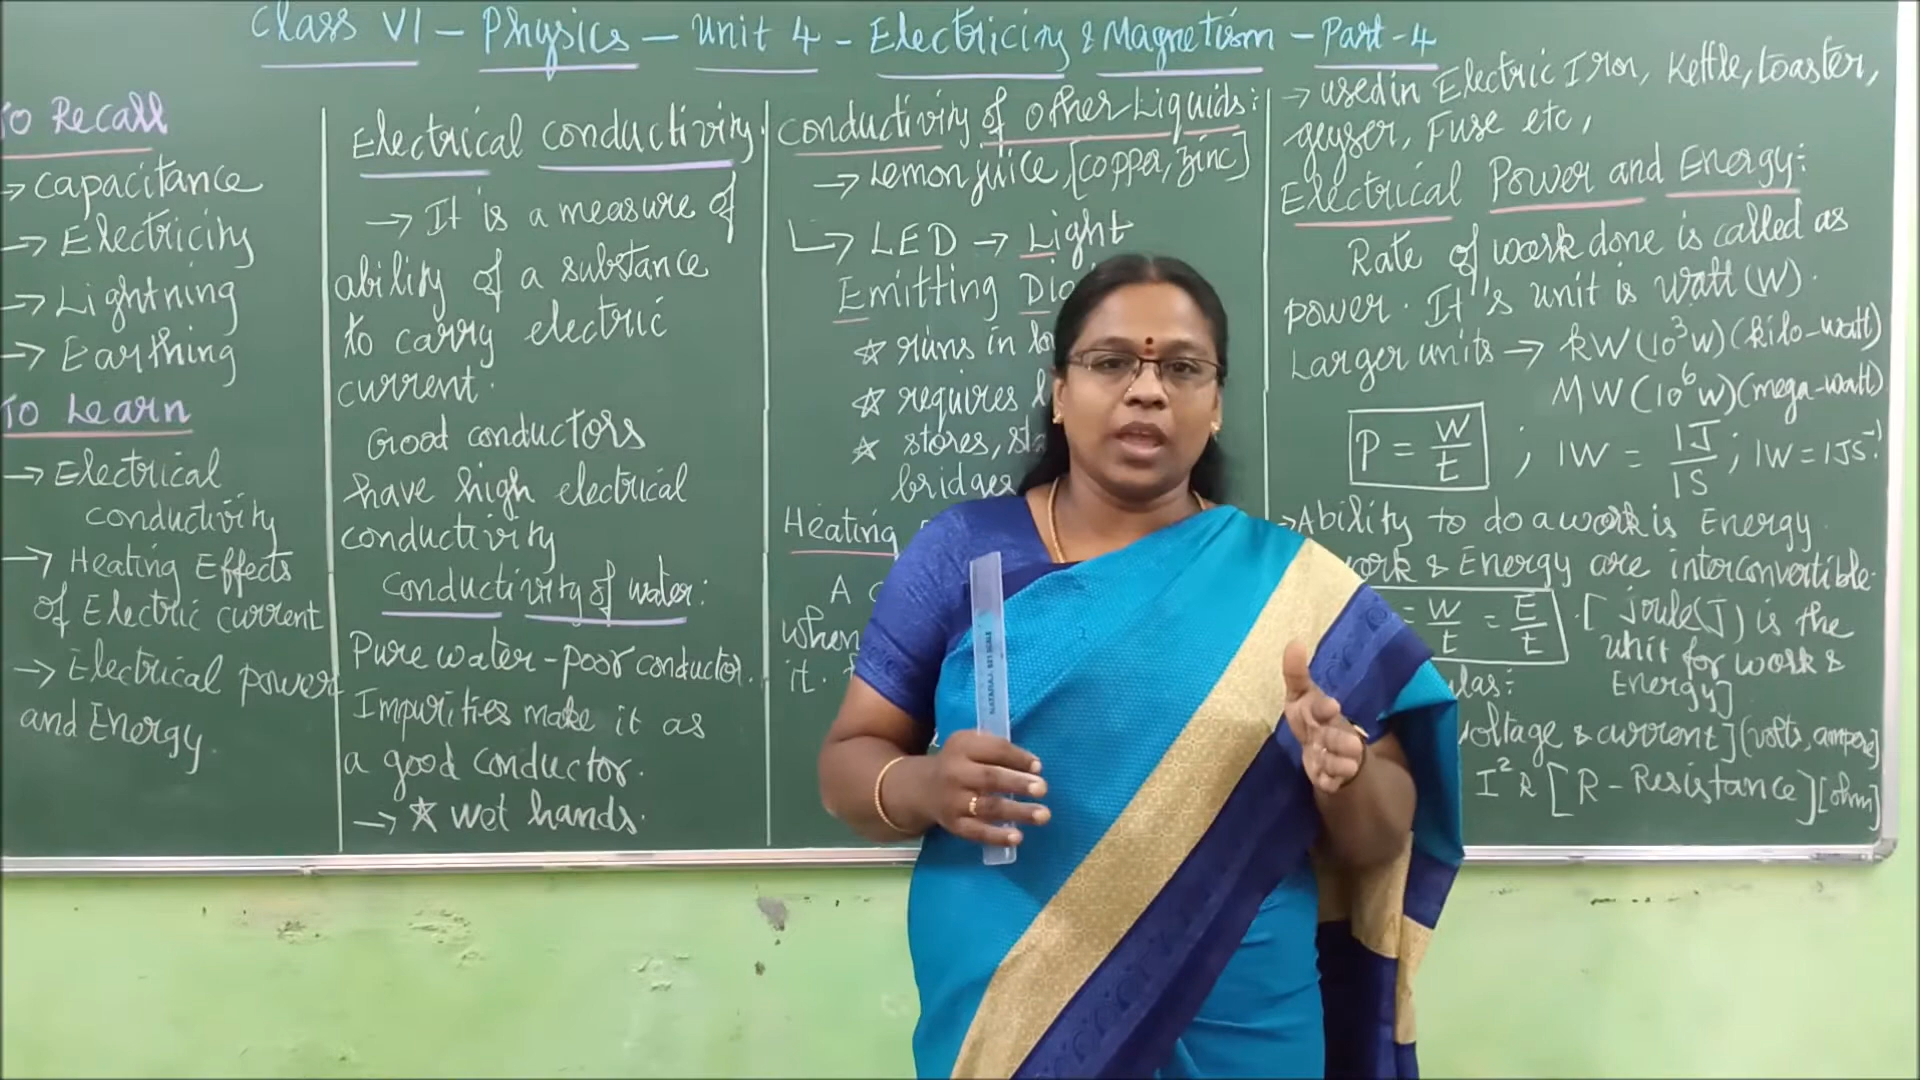 Class VI - Physics - Unit 4 - Electricity & Magnetism - Part-4
To Recall
→ Capacitance
→ Electricity
→ Lightning
→ Earthing
To Learn
→ Electrical
conductivity
→ Heating Effects
of Electric current
→ Electrical power
and Energy.
Electrical conductivity:
→ It is a measure of
ability of a substance
to carry electric
current.
Good conductors
have high electrical
conductivity
Conductivity of water:
Pure water - poor conductor.
Impurities make it as
a good conductor.
→ ☆ wet hands.
Conductivity of other Liquids:
→ Lemon juice, [copper, zinc]
↳ LED → Light
Emitting
☆ runs in
☆ requires
☆ stores,
bridges
Heating
A
when
it.
→ used in Electric Iron, Kettle, toaster,
geyser, Fuse etc,
Electrical Power and Energy:
Rate of work done is called as
power. It's unit is watt (W).
Larger units → kW (10³w) (kilo-watt)
MW (10⁶w) (mega-watt)
P = W/t ; 1W = 1J/1S ; 1W = 1JS⁻¹
→ Ability to do a work is Energy.
& Energy are interconvertible.
= W/t = E/t . [joule(J) is the
unit for work &
Energy]
voltage & current] (volts, ampere]
I²R [R - Resistance] [ohm]